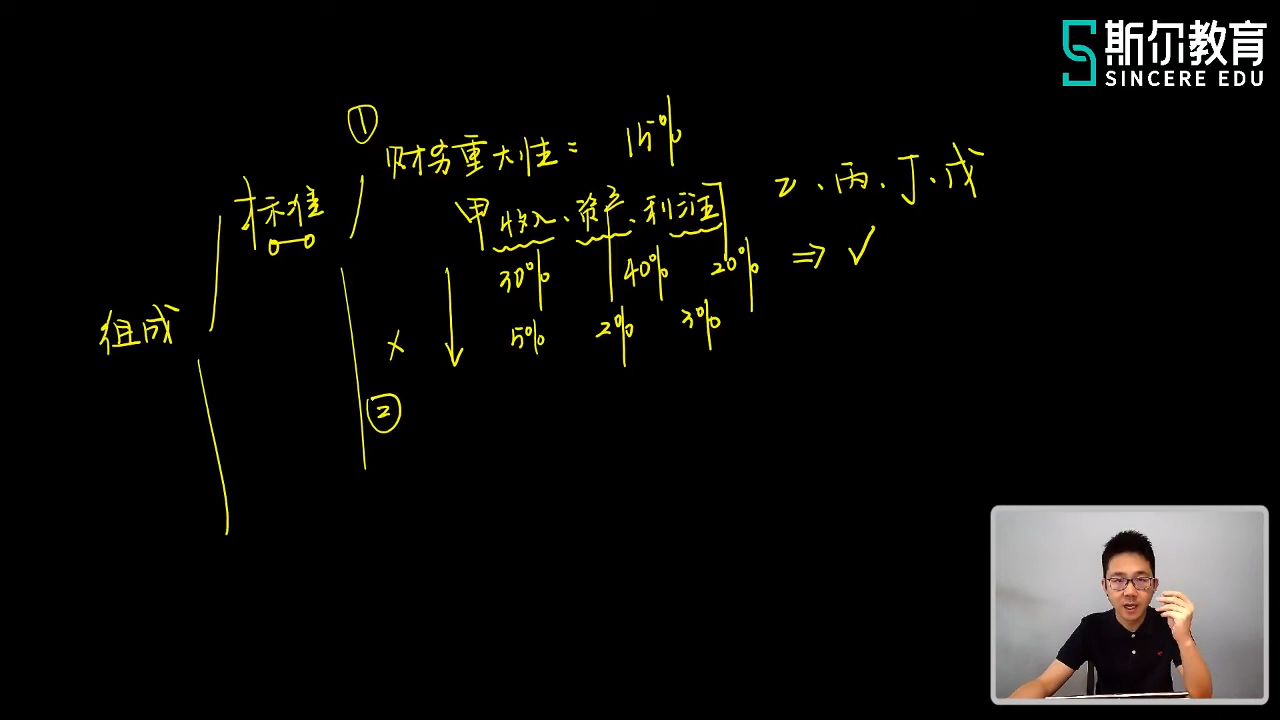 斯尔教育
SINCERE EDU
①
财务重大性 = 15%
标准
甲 收入、资产、利润 乙、丙、丁、戊
30% 40% 20% ⇒ ✓
组成
× 5% 2% 3%
②